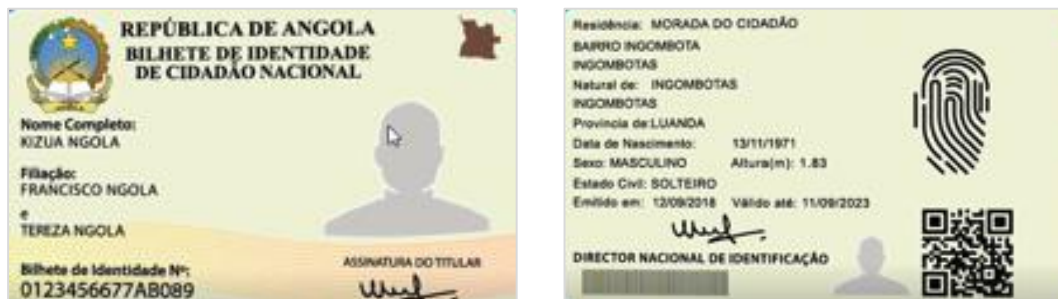 REPÚBLICA DE ANGOLA
BILHETE DE IDENTIDADE
DE CIDADÃO NACIONAL
Nome Completo:
KIZUA NGOLA
Filiação:
FRANCISCO NGOLA
e
TEREZA NGOLA
Bilhete de Identidade Nº:
0123456677AB089
ASSINATURA DO TITULAR
Residência: MORADA DO CIDADÃO
BAIRRO INGOMBOTA
INGOMBOTAS
Natural de: INGOMBOTAS
INGOMBOTAS
Provincia de:LUANDA
Data de Nascimento: 13/11/1971
Sexo: MASCULINO Altura(m): 1.83
Estado Civil: SOLTEIRO
Emitido em: 12/09/2018 Válido até: 11/09/2023
DIRECTOR NACIONAL DE IDENTIFICAÇÃO